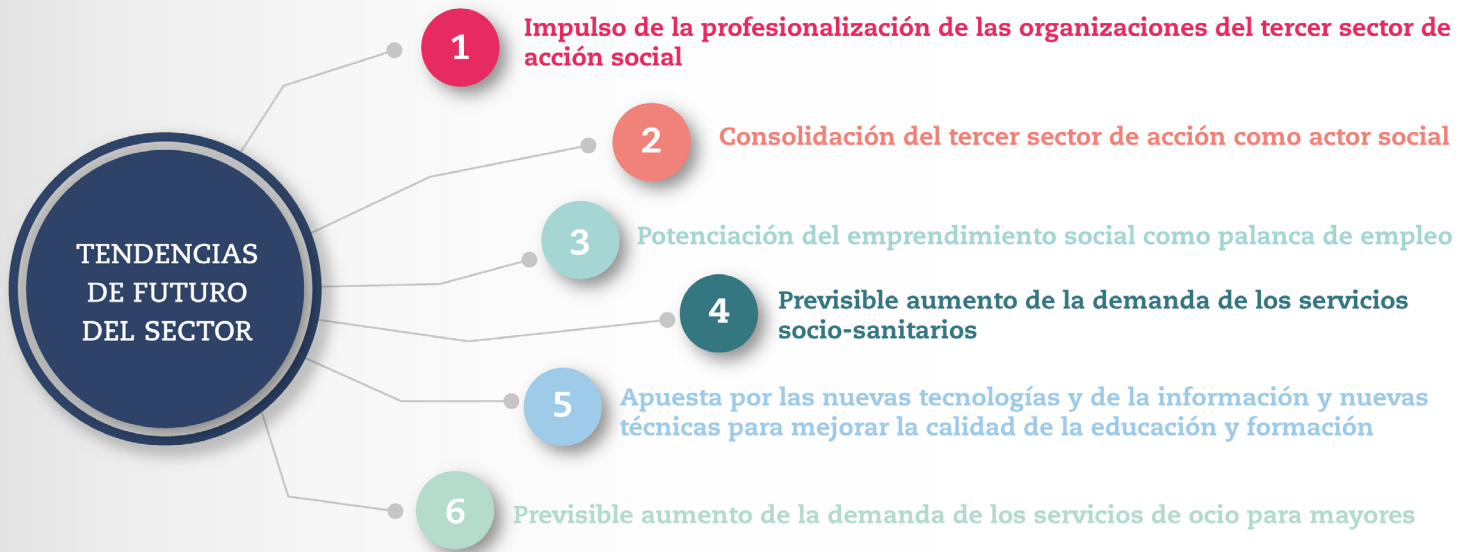 TENDENCIAS
DE FUTURO
DEL SECTOR
1
Impulso de la profesionalización de las organizaciones del tercer sector de
acción social
2
Consolidación del tercer sector de acción como actor social
3
Potenciación del emprendimiento social como palanca de empleo
4
Previsible aumento de la demanda de los servicios
socio-sanitarios
5
Apuesta por las nuevas tecnologías y de la información y nuevas
técnicas para mejorar la calidad de la educación y formación
6
Previsible aumento de la demanda de los servicios de ocio para mayores